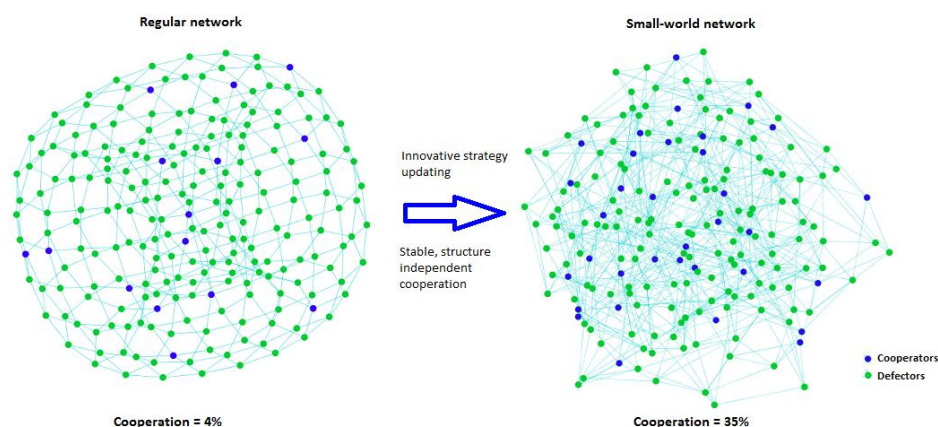 Regular network
Small-world network
Innovative strategy
updating
Stable, structure
independent
cooperation
Cooperators
Defectors
Cooperation = 4%
Cooperation = 35%